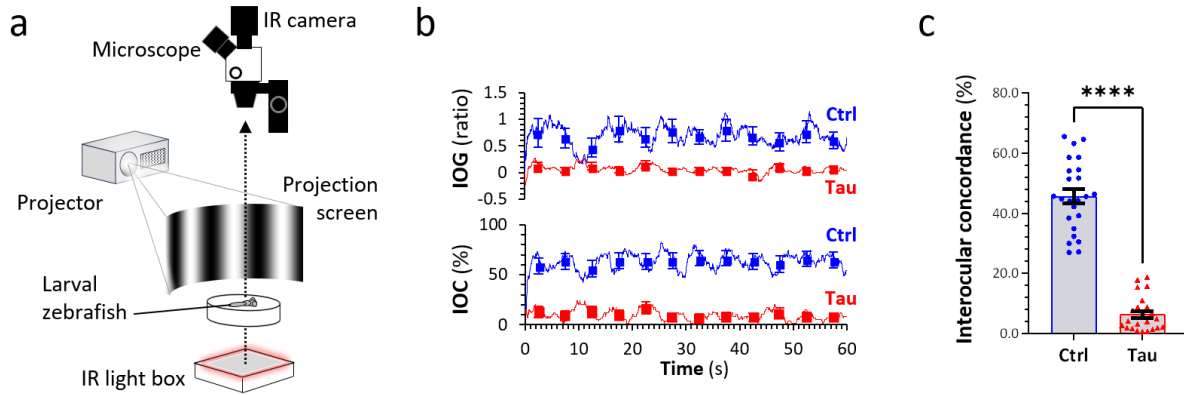 a
IR camera
Microscope
Projector
Projection
screen
Larval
zebrafish
IR light box
b
IOG (ratio)
1.5
1
0.5
0
-0.5
Ctrl
Tau
IOC (%)
100
50
0
Ctrl
Tau
0
10
20
30
40
50
60
Time (s)
c
Interocular concordance (%)
80.0
60.0
40.0
20.0
0.0
****
Ctrl
Tau